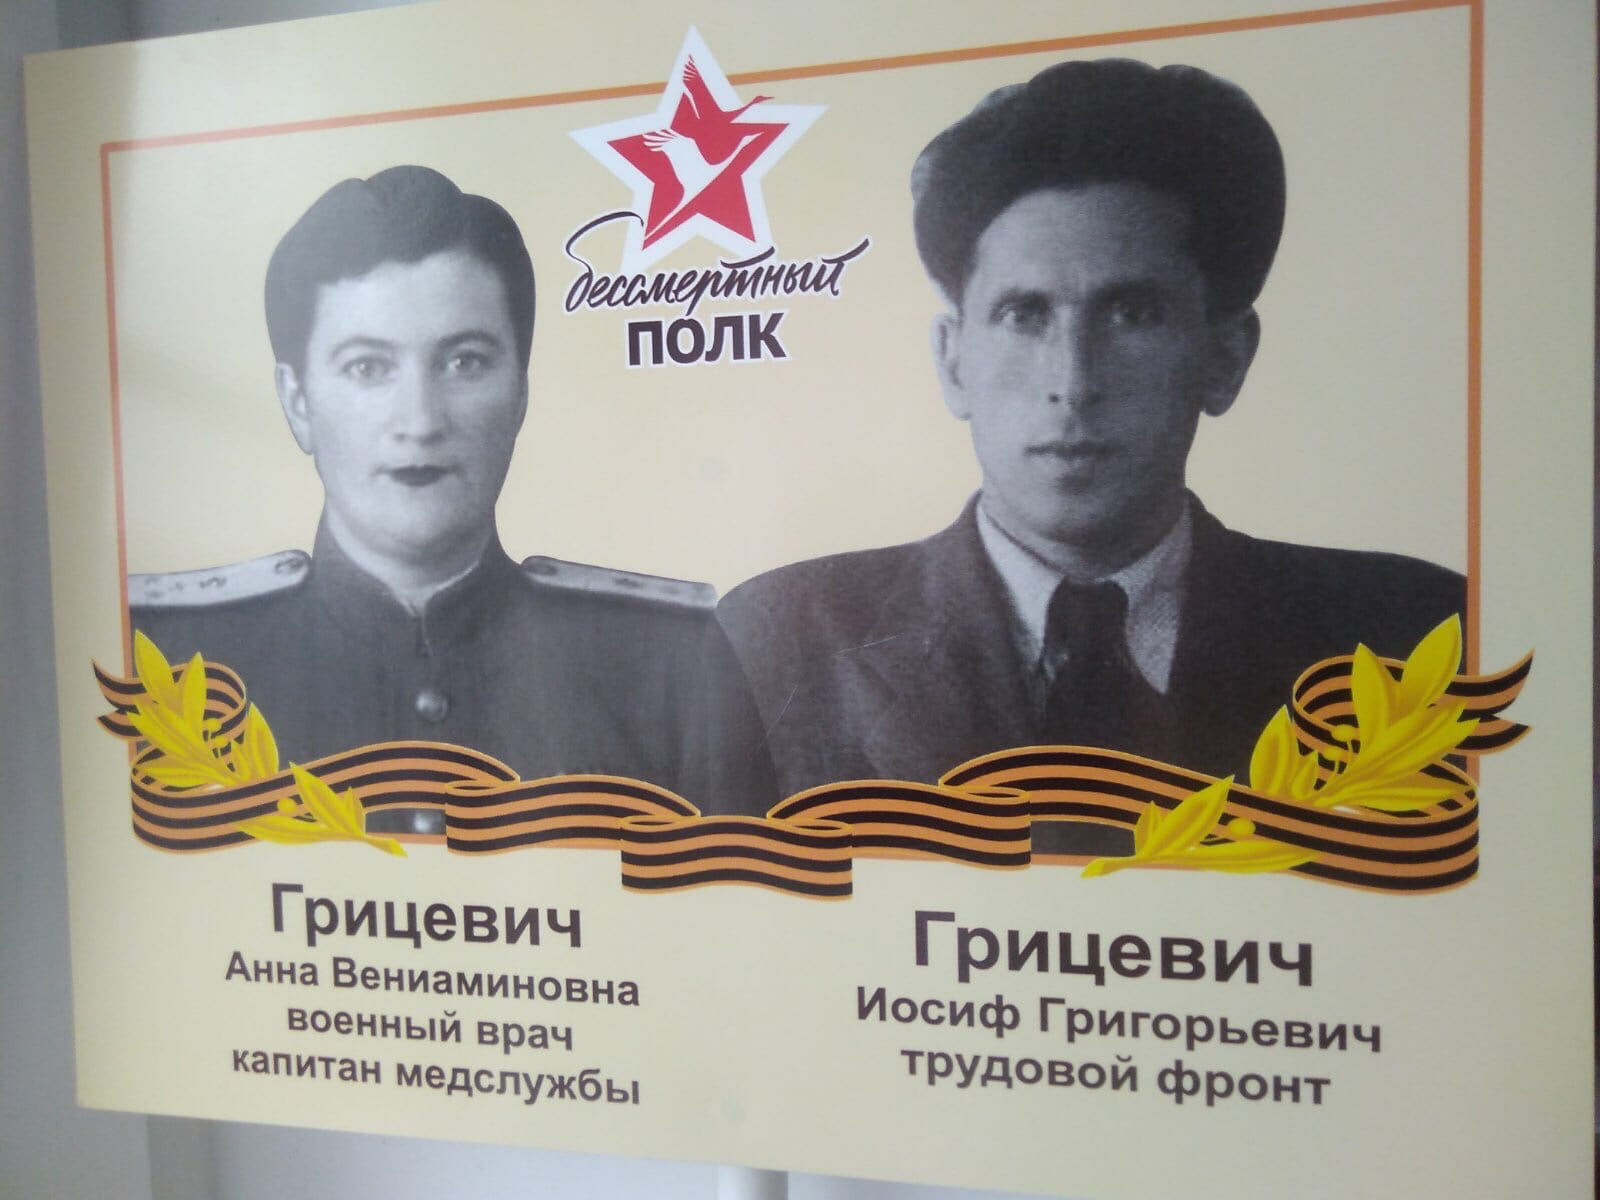 бессмертный
ПОЛК
Грицевич
Анна Вениаминовна
военный врач
капитан медслужбы
Грицевич
Иосиф Григорьевич
трудовой фронт